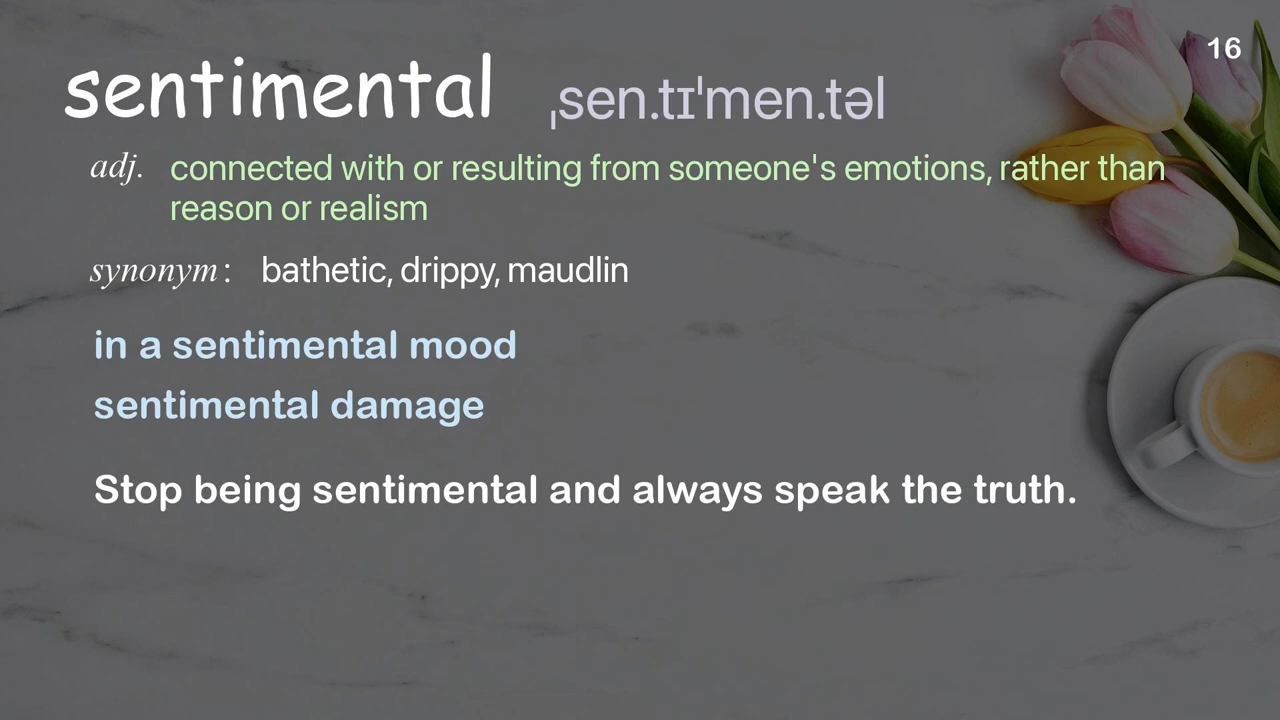 16
sentimental ˌsen.tɪˈmen.təl
adj. connected with or resulting from someone's emotions, rather than
reason or realism
synonym: bathetic, drippy, maudlin
in a sentimental mood
sentimental damage
Stop being sentimental and always speak the truth.